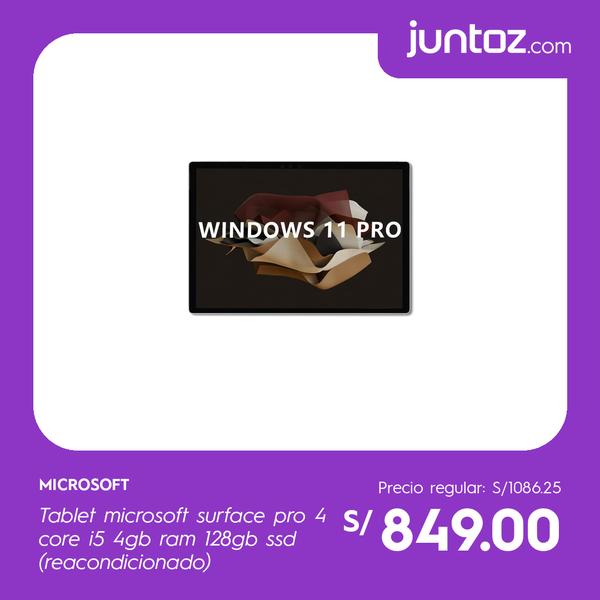 juntoz.com
WINDOWS 11 PRO
MICROSOFT
Tablet microsoft surface pro 4
core i5 4gb ram 128gb ssd
(reacondicionado)
Precio regular: S/1086.25
S/ 849.00